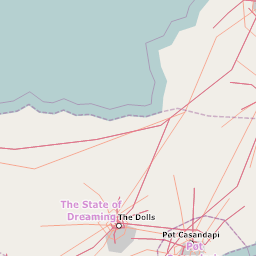 The State of
Dreaming
The Dolls
Pot Casandapi
Pot